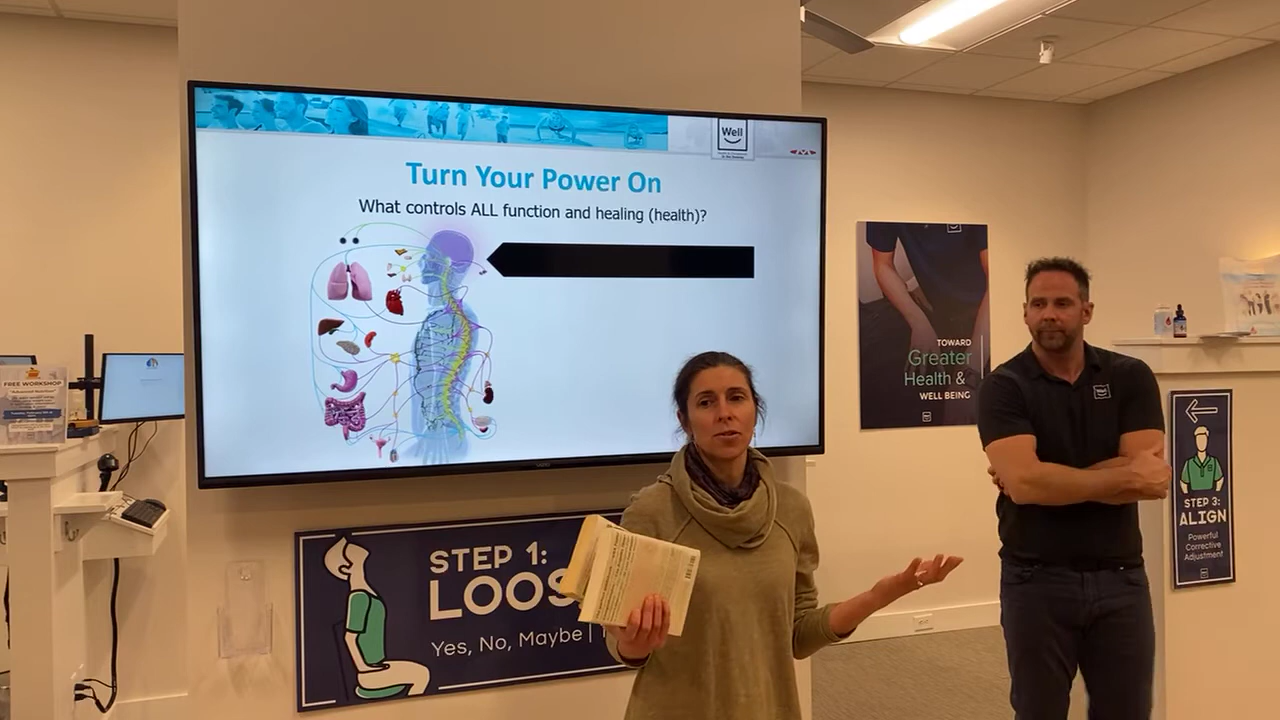 Well
Turn Your Power On
What controls ALL function and healing (health)?
TOWARD
Greater
Health &
WELL BEING
FREE WORKSHOP
STEP 1:
LOOS
Yes, No, Maybe |
STEP 3:
ALIGN
Powerful
Corrective
Adjustment
VIZIO